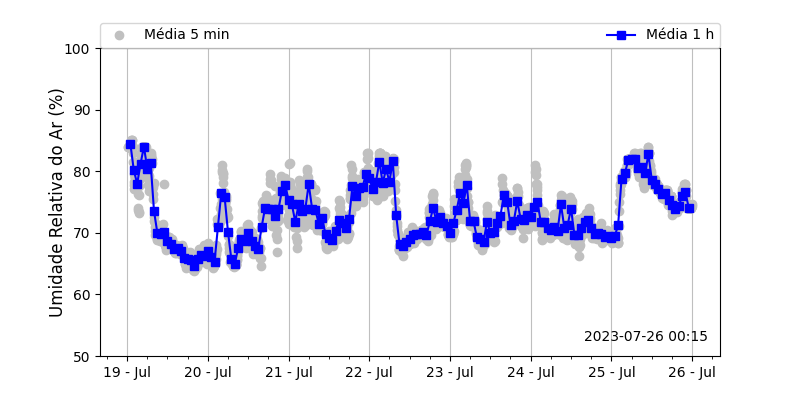 Média 5 min
Média 1 h
Umidade Relativa do Ar (%)
100
90
80
70
60
50
2023-07-26 00:15
19 - Jul
20 - Jul
21 - Jul
22 - Jul
23 - Jul
24 - Jul
25 - Jul
26 - Jul